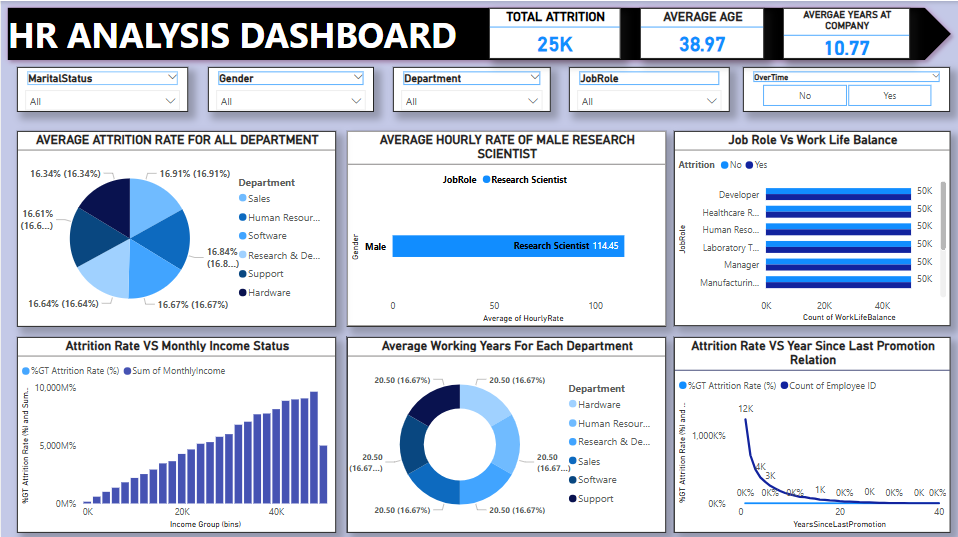 HR ANALYSIS DASHBOARD
TOTAL ATTRITION
25K
AVERAGE AGE
38.97
AVERGAE YEARS AT
COMPANY
10.77
MaritalStatus
All
Gender
All
Department
All
JobRole
All
OverTime
No
Yes
AVERAGE ATTRITION RATE FOR ALL DEPARTMENT
16.34% (16.34%)
16.91% (16.91%)
16.61%
(16.6...)
16.84%
(16.8...)
16.64% (16.64%)
16.67% (16.67%)
Department
Sales
Human Resour...
Software
Research & De...
Support
Hardware
AVERAGE HOURLY RATE OF MALE RESEARCH
SCIENTIST
JobRole Research Scientist
Gender
Male
Research Scientist 114.45
0 50 100
Average of HourlyRate
Job Role Vs Work Life Balance
Attrition No Yes
JobRole
Developer 50K
Healthcare R... 50K
Human Reso... 50K
Laboratory T... 50K
Manager 50K
Manufacturin... 50K
0K 20K 40K
Count of WorkLifeBalance
Attrition Rate VS Monthly Income Status
%GT Attrition Rate (%) Sum of MonthlyIncome
%GT Attrition Rate (%) and Sum...
10,000M%
5,000M%
0M%
0K 20K 40K
Income Group (bins)
Average Working Years For Each Department
20.50 (16.67%) 20.50 (16.67%)
20.50
(16.67...)
20.50
(16.67...)
20.50 (16.67%) 20.50 (16.67%)
Department
Hardware
Human Resour...
Research & De...
Sales
Software
Support
Attrition Rate VS Year Since Last Promotion
Relation
%GT Attrition Rate (%) Count of Employee ID
%GT Attrition Rate (%) and ...
12K
1,000K%
4K
3K
0K% 0K% 0K% 1K 0K% 0K 0K% 0K 0K%
0K%
0 20 40
YearsSinceLastPromotion